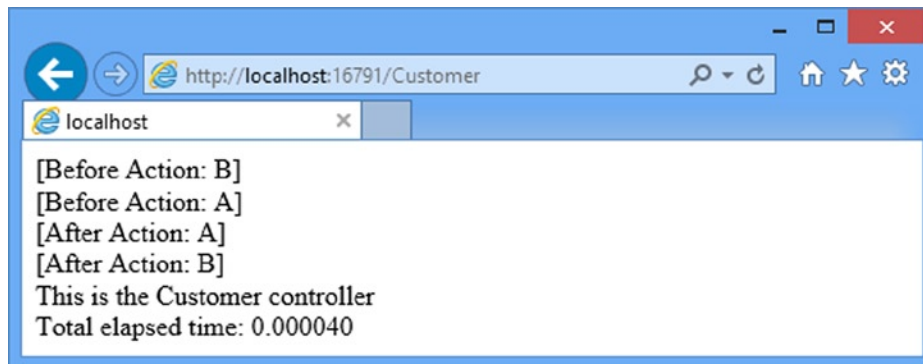 http://localhost:16791/Customer
localhost
[Before Action: B]
[Before Action: A]
[After Action: A]
[After Action: B]
This is the Customer controller
Total elapsed time: 0.000040